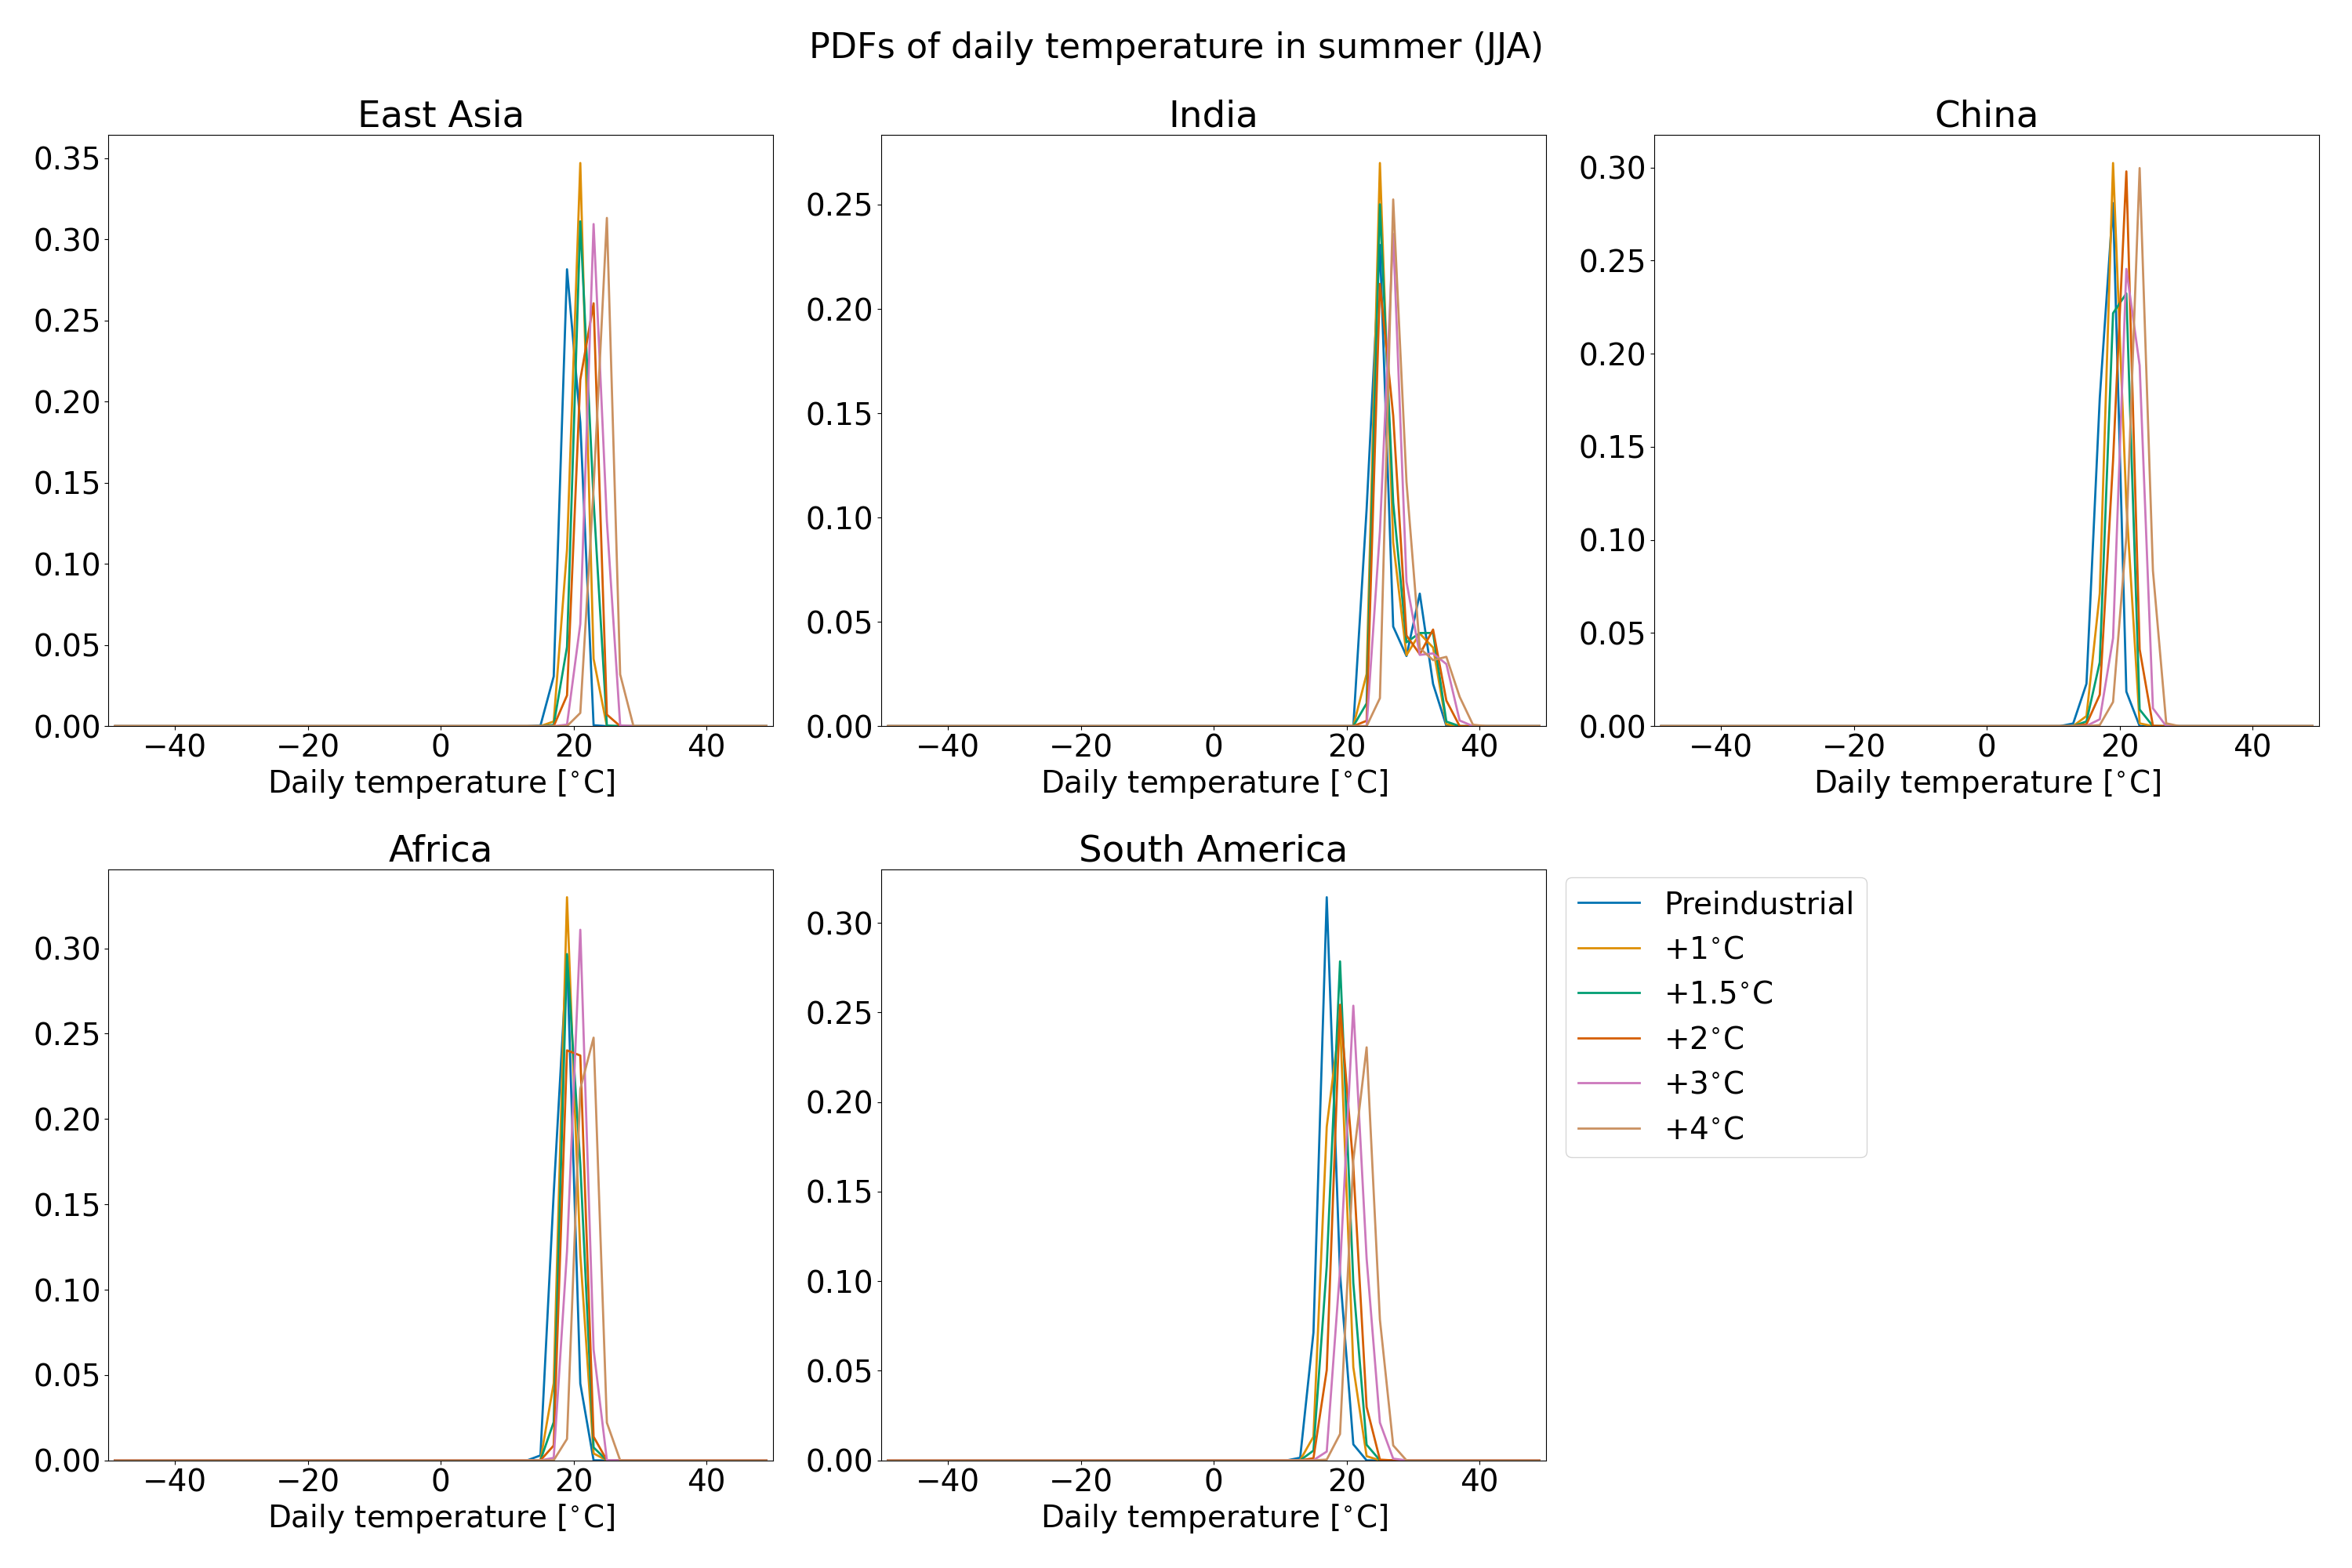 PDFs of daily temperature in summer (JJA)
East Asia
0.35
0.30
0.25
0.20
0.15
0.10
0.05
0.00
−40 −20 0 20 40
Daily temperature [°C]
India
0.25
0.20
0.15
0.10
0.05
0.00
−40 −20 0 20 40
Daily temperature [°C]
China
0.30
0.25
0.20
0.15
0.10
0.05
0.00
−40 −20 0 20 40
Daily temperature [°C]
Africa
0.30
0.25
0.20
0.15
0.10
0.05
0.00
−40 −20 0 20 40
Daily temperature [°C]
South America
0.30
0.25
0.20
0.15
0.10
0.05
0.00
−40 −20 0 20 40
Daily temperature [°C]
Preindustrial
+1°C
+1.5°C
+2°C
+3°C
+4°C